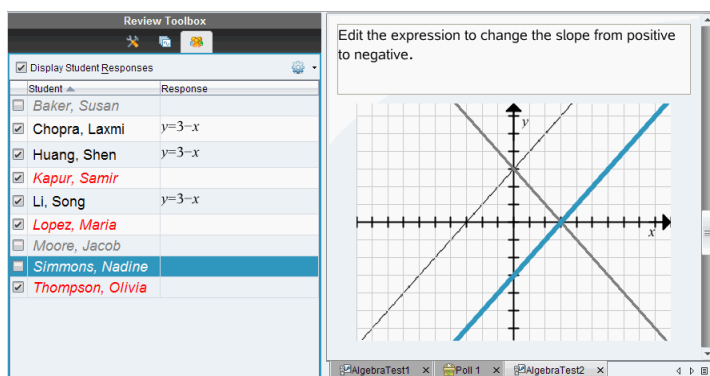 Review Toolbox
Display Student Responses
Student Response
Baker, Susan
Chopra, Laxmi y=3−x
Huang, Shen y=3−x
Kapur, Samir
Li, Song y=3−x
Lopez, Maria
Moore, Jacob
Simmons, Nadine
Thompson, Olivia
Edit the expression to change the slope from positive
to negative.
y
x
AlgebraTest1 × Poll 1 × AlgebraTest2 ×